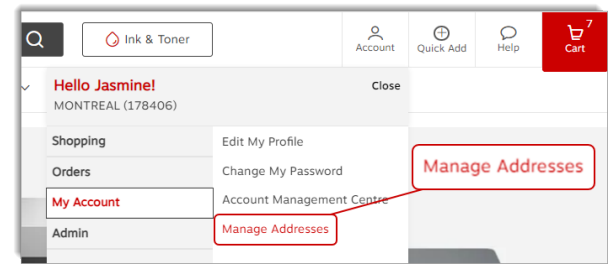 Ink & Toner
Account
Quick Add
Help
7
Cart
Hello Jasmine!
Close
MONTREAL (178406)
Shopping
Edit My Profile
Orders
Change My Password
Manage Addresses
My Account
Account Management Centre
Admin
Manage Addresses